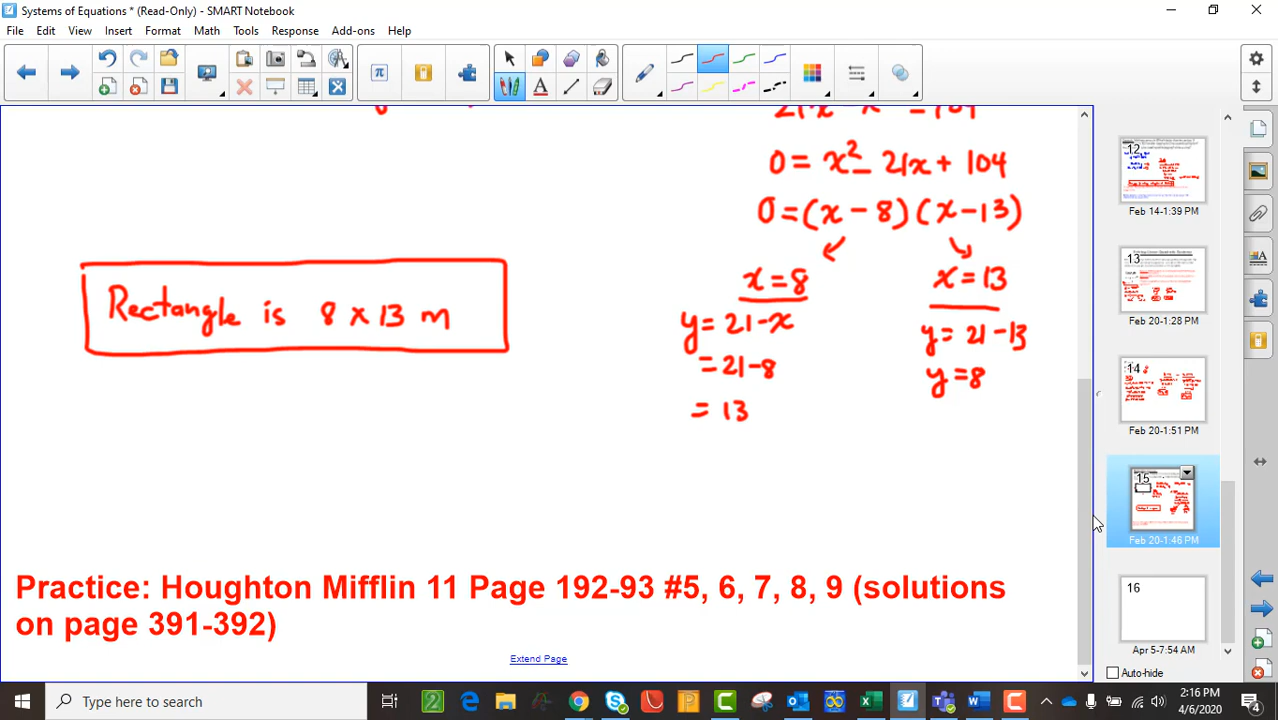 Systems of Equations * (Read-Only) - SMART Notebook
File Edit View Insert Format Math Tools Response Add-ons Help
0 = x² - 21x + 104
0 = (x - 8) (x - 13)
x = 8
x = 13
y = 21 - x
y = 21 - 13
= 21 - 8
y = 8
= 13
Rectangle is 8 x 13 m
Practice: Houghton Mifflin 11 Page 192-93 #5, 6, 7, 8, 9 (solutions
on page 391-392)
Extend Page
12
Feb 14-1:39 PM
13
Feb 20-1:28 PM
14
Feb 20-1:51 PM
15
Feb 20-1:46 PM
16
Apr 5-7:54 AM
Auto-hide
Type here to search
2:16 PM
4/6/2020
4